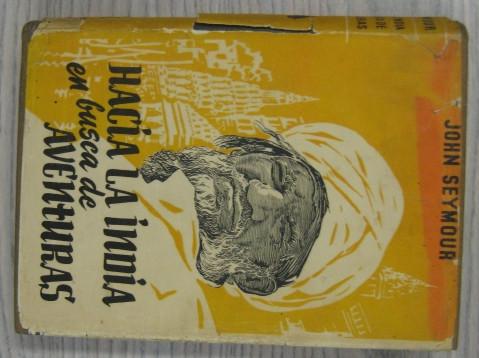 JOHN SEYMOUR
HACIA LA INDIA
en busca de
AVENTURAS